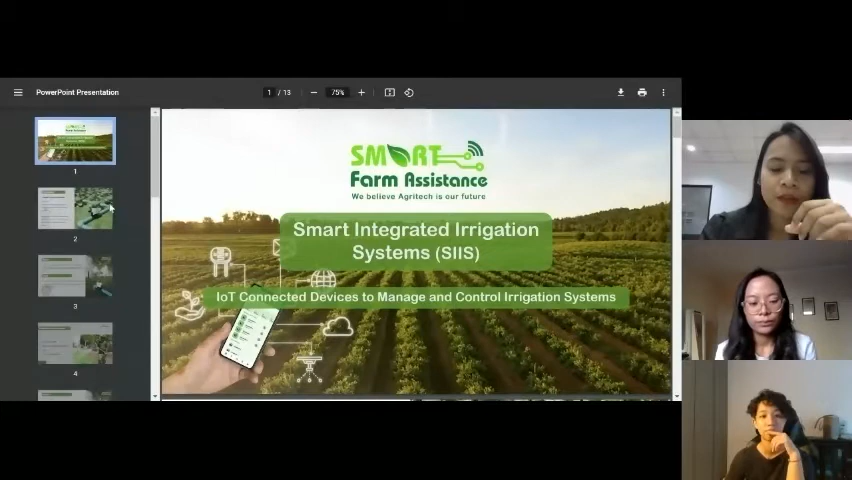 PowerPoint Presentation
1 / 13
75%
SMART
Farm Assistance
We believe Agritech is our future
Smart Integrated Irrigation
Systems (SIIS)
IoT Connected Devices to Manage and Control Irrigation Systems
1
2
3
4